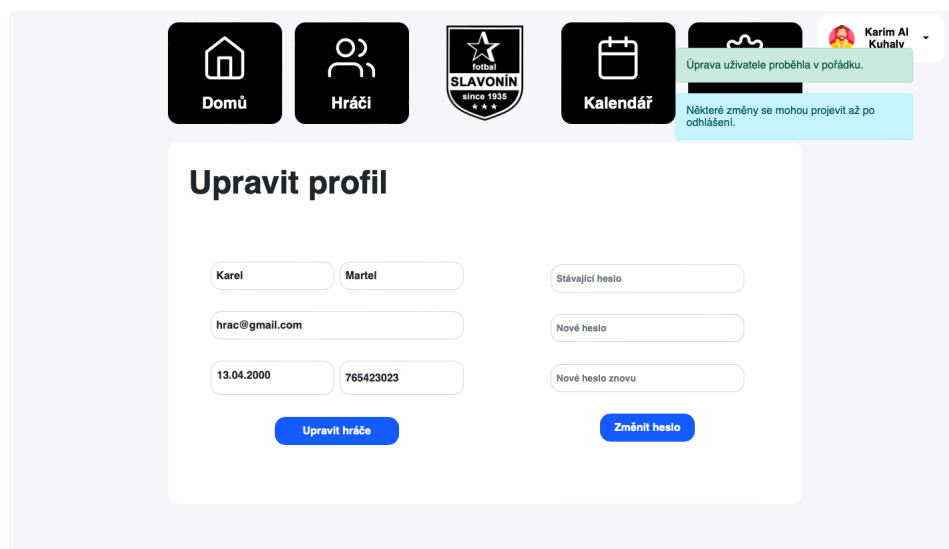 Domů
Hráči
fotbal
SLAVONÍN
since 1935
Kalendář
Karim Al
Kuhaly
Úprava uživatele proběhla v pořádku.
Některé změny se mohou projevit až po
odhlášení.
Upravit profil
Karel
Martel
hrac@gmail.com
13.04.2000
765423023
Upravit hráče
Stávající heslo
Nové heslo
Nové heslo znovu
Změnit heslo